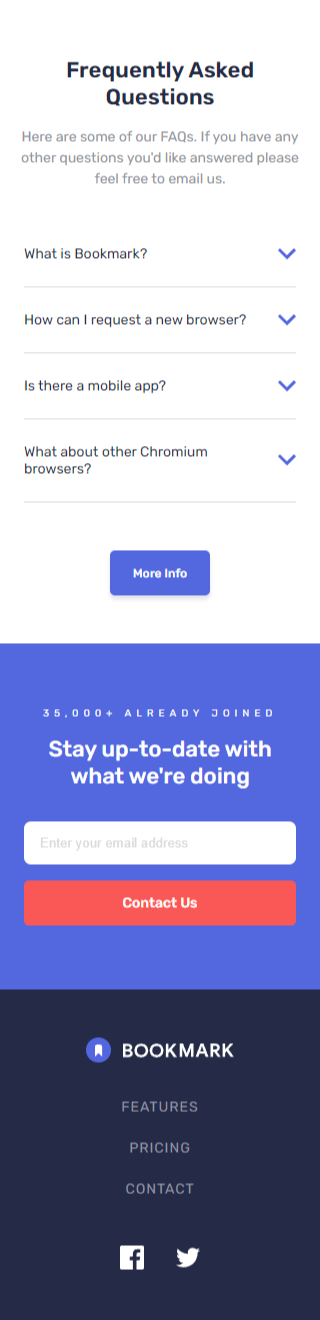 Frequently Asked
Questions
Here are some of our FAQs. If you have any
other questions you'd like answered please
feel free to email us.
What is Bookmark?
How can I request a new browser?
Is there a mobile app?
What about other Chromium
browsers?
More Info
35,000+ ALREADY JOINED
Stay up-to-date with
what we're doing
Enter your email address
Contact Us
BOOKMARK
FEATURES
PRICING
CONTACT